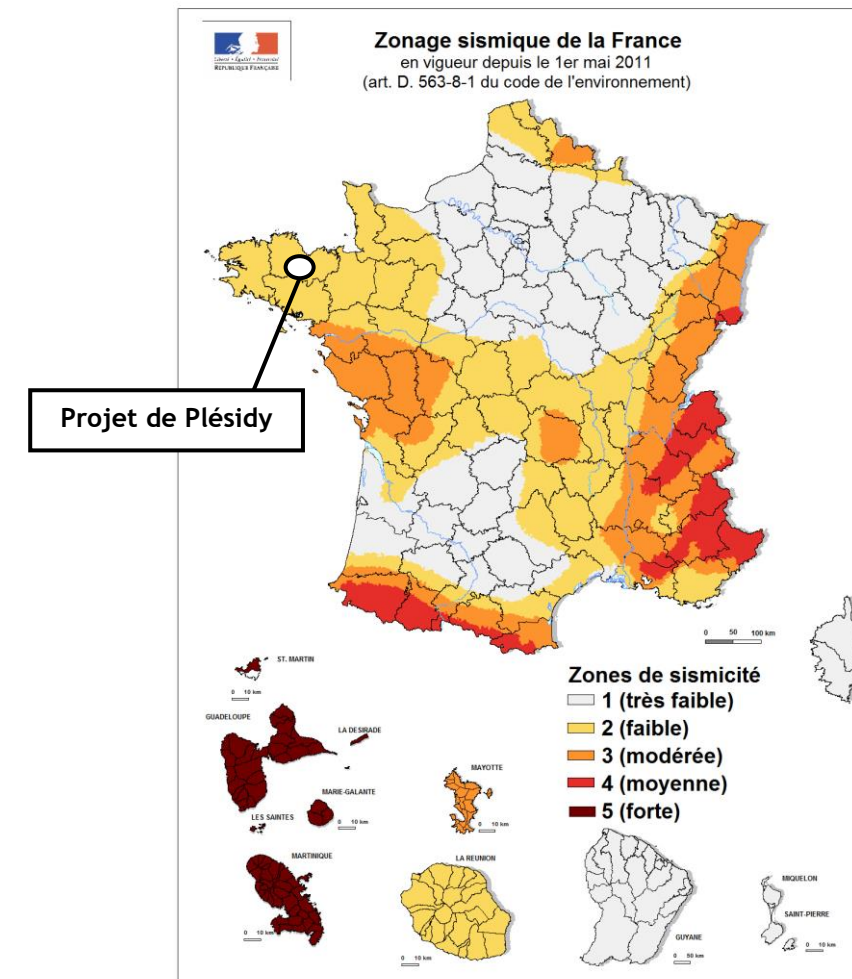 Liberté • Égalité • Fraternité
RÉPUBLIQUE FRANÇAISE
Zonage sismique de la France
en vigueur depuis le 1er mai 2011
(art. D. 563-8-1 du code de l'environnement)
Projet de Plésidy
0 50 100 km
ST. MARTIN
0 10 km
GUADELOUPE
LA DESIRADE
MARIE-GALANTE
0 10 km
LES SAINTES
0 10 km
MARTINIQUE
0 10 km
MAYOTTE
0 10 km
LA REUNION
0 10 km
Zones de sismicité
1 (très faible)
2 (faible)
3 (modérée)
4 (moyenne)
5 (forte)
GUYANE
0 50 km
MIQUELON
SAINT-PIERRE
0 10 km